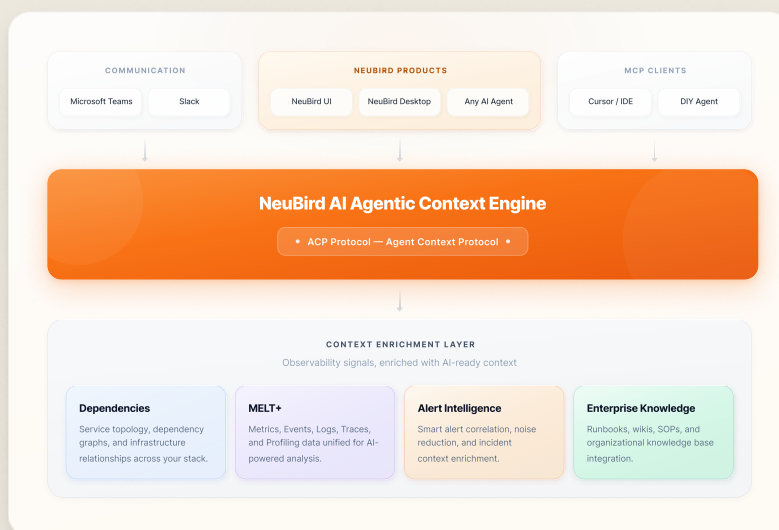 COMMUNICATION
Microsoft Teams
Slack
NEUBIRD PRODUCTS
NeuBird UI
NeuBird Desktop
Any AI Agent
MCP CLIENTS
Cursor / IDE
DIY Agent
NeuBird AI Agentic Context Engine
• ACP Protocol — Agent Context Protocol •
CONTEXT ENRICHMENT LAYER
Observability signals, enriched with AI-ready context
Dependencies
Service topology, dependency
graphs, and infrastructure
relationships across your stack.
MELT+
Metrics, Events, Logs, Traces,
and Profiling data unified for AI-
powered analysis.
Alert Intelligence
Smart alert correlation, noise
reduction, and incident
context enrichment.
Enterprise Knowledge
Runbooks, wikis, SOPs, and
organizational knowledge base
integration.